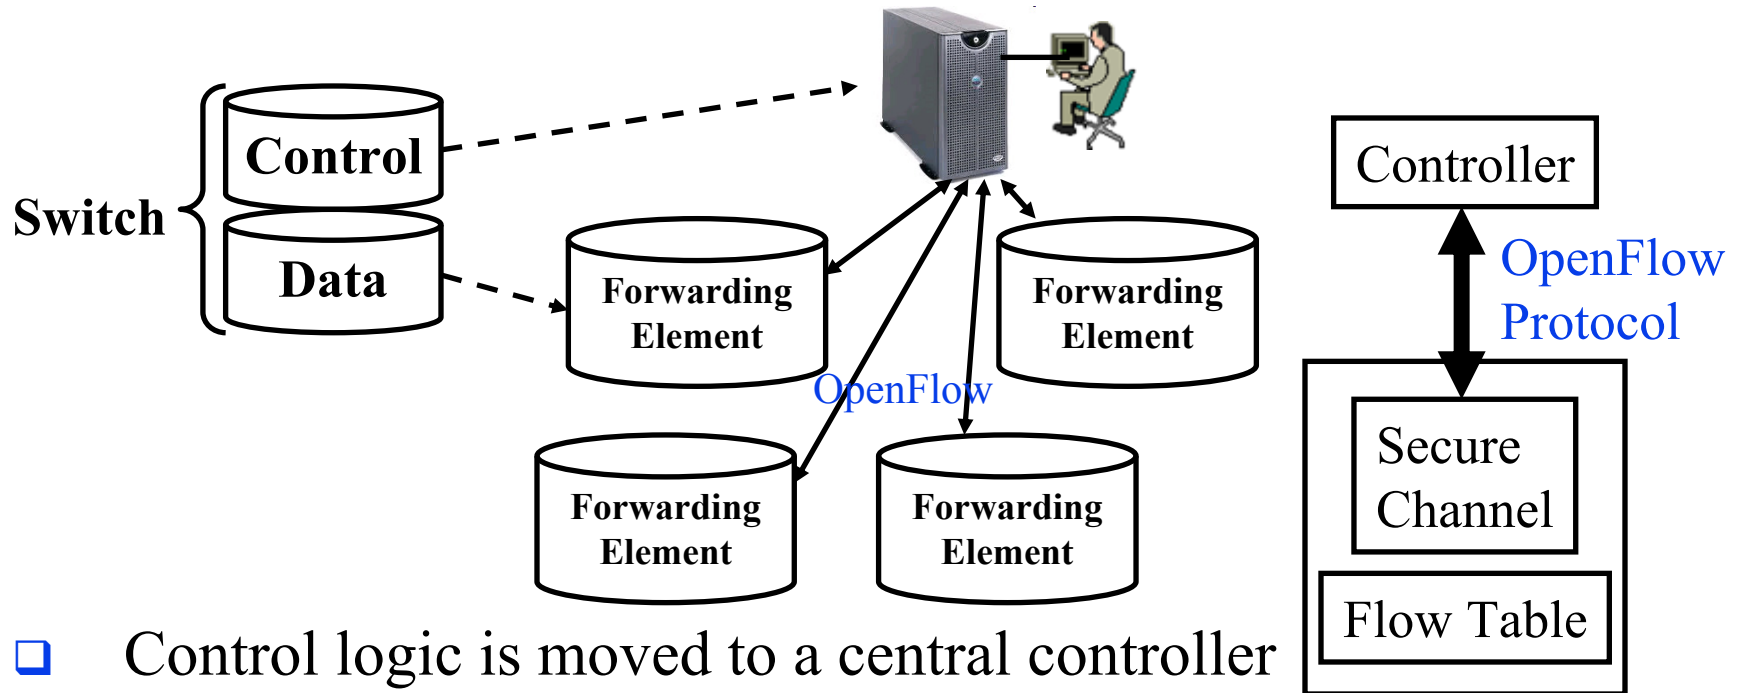 Switch
Control
Data
Forwarding
Element
Forwarding
Element
OpenFlow
Forwarding
Element
Forwarding
Element
Controller
OpenFlow
Protocol
Secure
Channel
Flow Table
Control logic is moved to a central controller